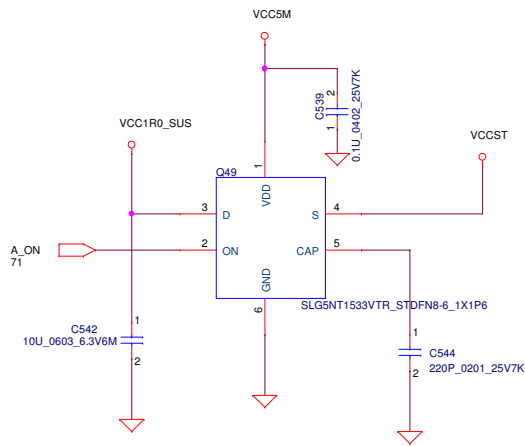 VCC5M
C539
0.1U_0402_25V7K
2
1
VCC1R0_SUS
VCCST
Q49
1
VDD
3
D
S
4
A_ON
71
2
ON
CAP
5
GND
6
SLG5NT1533VTR_STDFN8-6_1X1P6
1
C542
10U_0603_6.3V6M
2
1
C544
220P_0201_25V7K
2